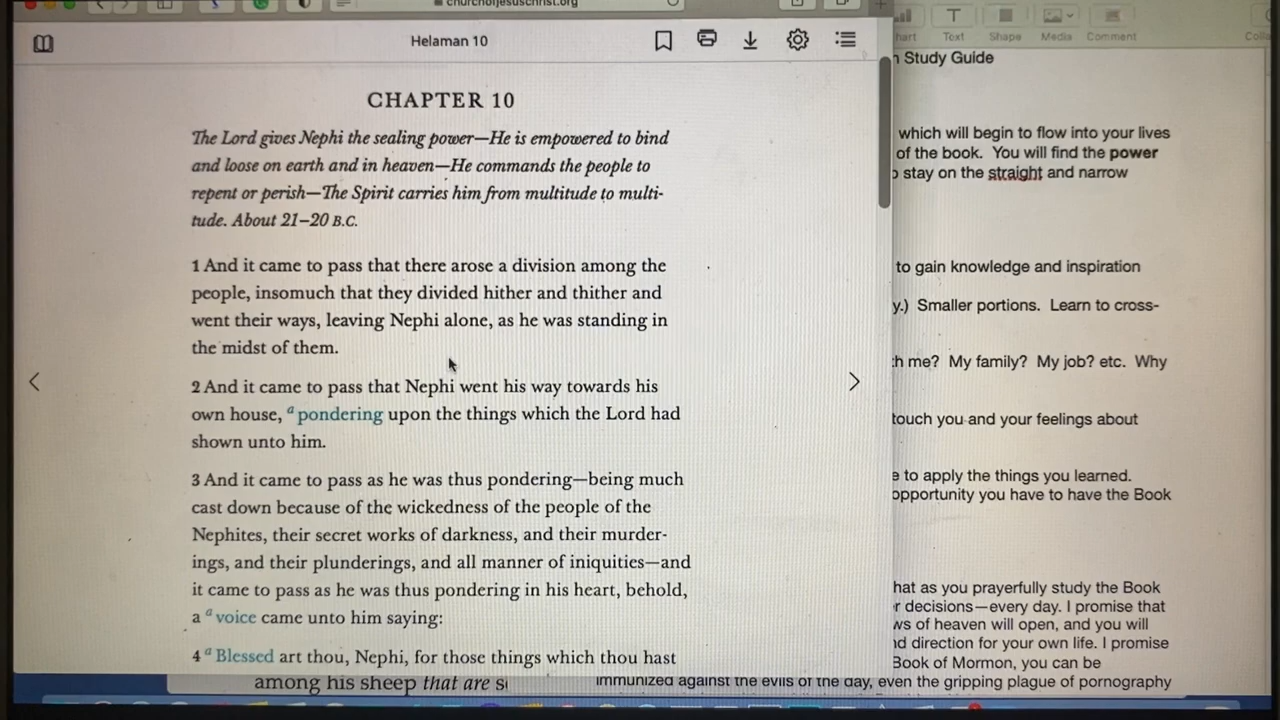 churchofjesuschrist.org
Helaman 10
CHAPTER 10
The Lord gives Nephi the sealing power—He is empowered to bind
and loose on earth and in heaven—He commands the people to
repent or perish—The Spirit carries him from multitude to multi-
tude. About 21–20 B.C.
1 And it came to pass that there arose a division among the
people, insomuch that they divided hither and thither and
went their ways, leaving Nephi alone, as he was standing in
the midst of them.
2 And it came to pass that Nephi went his way towards his
own house, a pondering upon the things which the Lord had
shown unto him.
3 And it came to pass as he was thus pondering—being much
cast down because of the wickedness of the people of the
Nephites, their secret works of darkness, and their murder-
ings, and their plunderings, and all manner of iniquities—and
it came to pass as he was thus pondering in his heart, behold,
a a voice came unto him saying:
4 a Blessed art thou, Nephi, for those things which thou hast
among his sheep that are
Text
Shape
Media
Comment
Study Guide
which will begin to flow into your lives
of the book. You will find the power
stay on the straight and narrow
to gain knowledge and inspiration
y.) Smaller portions. Learn to cross-
me? My family? My job? etc. Why
touch you and your feelings about
to apply the things you learned.
opportunity you have to have the Book
that as you prayerfully study the Book
decisions—every day. I promise that
of heaven will open, and you will
direction for your own life. I promise
Book of Mormon, you can be
immunized against the evils of the day, even the gripping plague of pornography